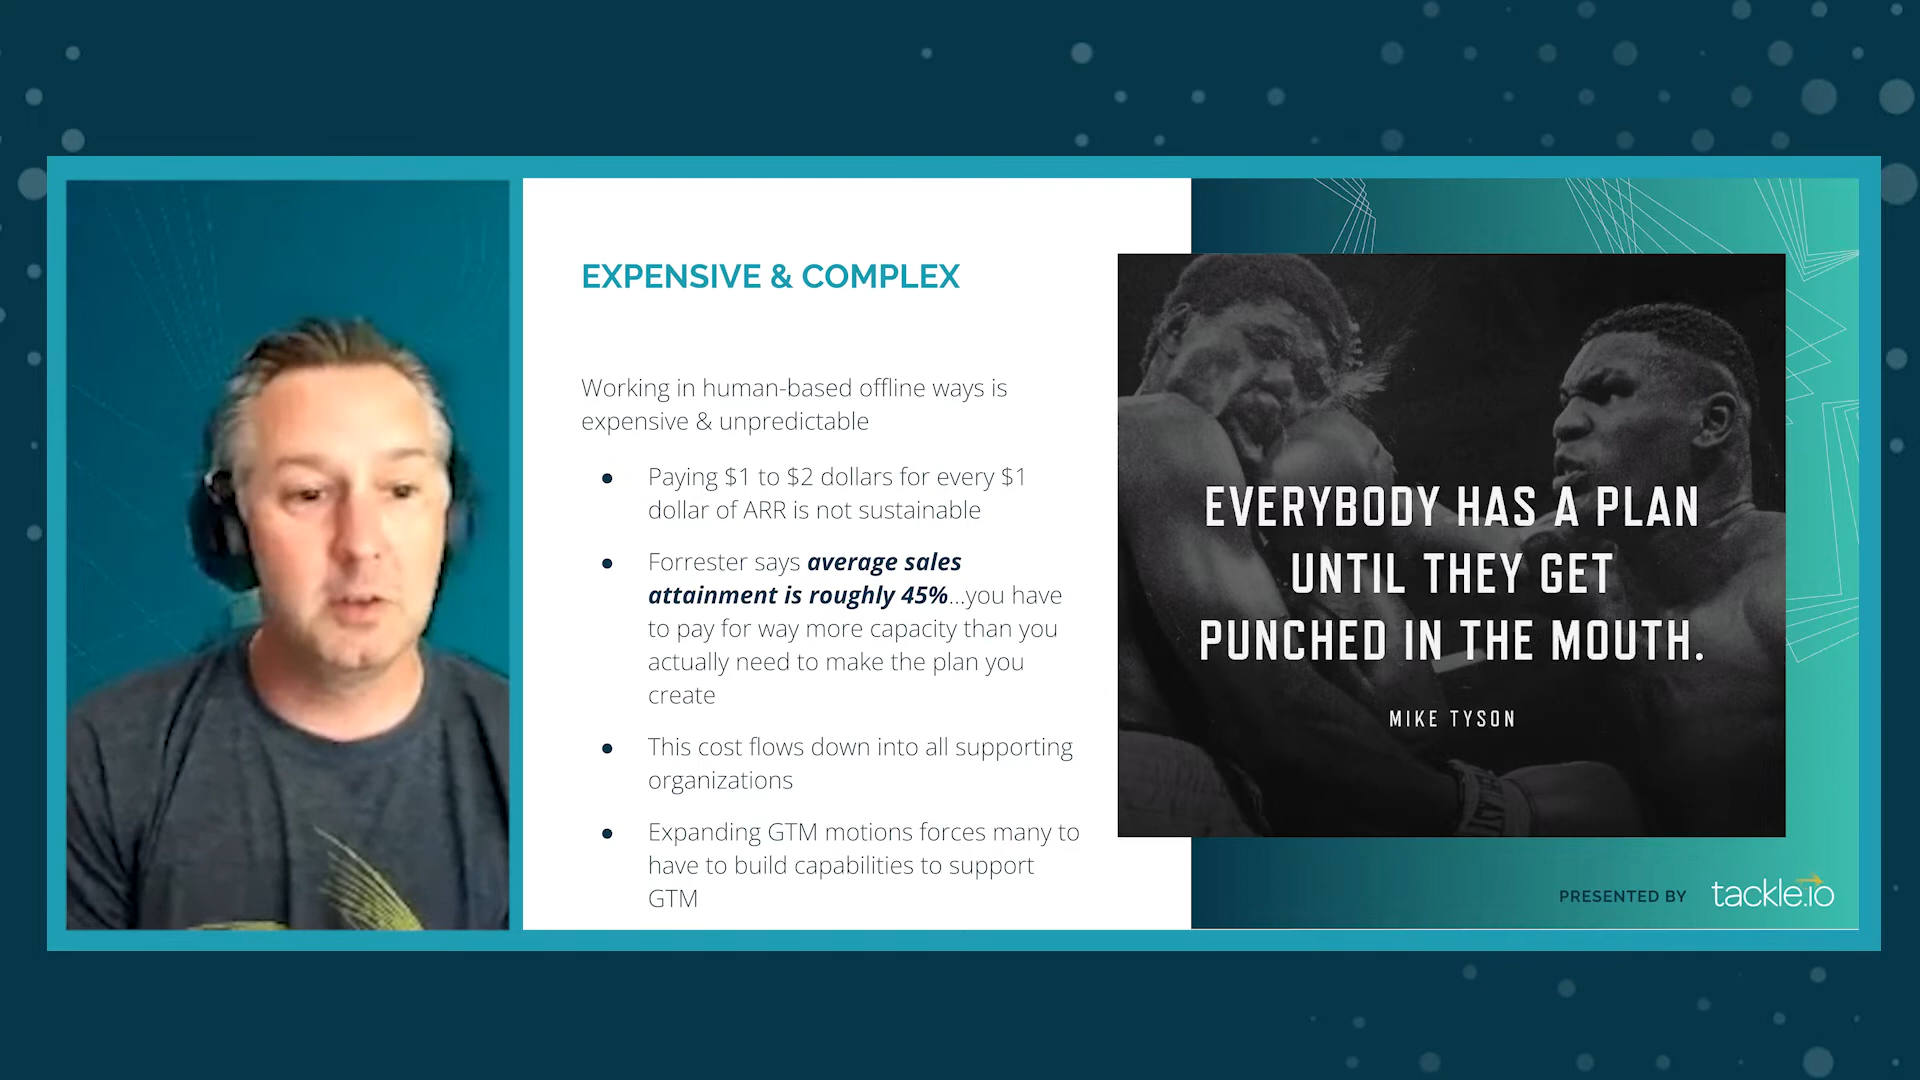 EXPENSIVE & COMPLEX
Working in human-based offline ways is
expensive & unpredictable
● Paying $1 to $2 dollars for every $1
dollar of ARR is not sustainable
● Forrester says average sales
attainment is roughly 45%...you have
to pay for way more capacity than you
actually need to make the plan you
create
● This cost flows down into all supporting
organizations
● Expanding GTM motions forces many to
have to build capabilities to support
GTM
EVERYBODY HAS A PLAN
UNTIL THEY GET
PUNCHED IN THE MOUTH.
MIKE TYSON
PRESENTED BY tackle.io